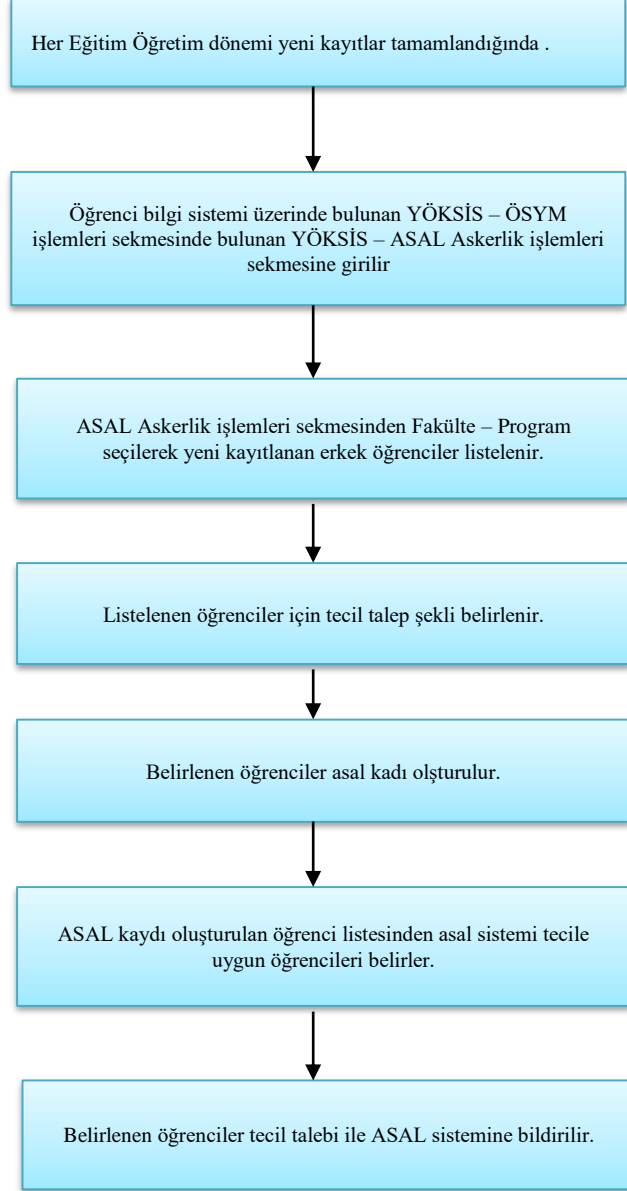 Her Eğitim Öğretim dönemi yeni kayıtlar tamamlandığında .
Öğrenci bilgi sistemi üzerinde bulunan YÖKSİS – ÖSYM
işlemleri sekmesinde bulunan YÖKSİS – ASAL Askerlik işlemleri
sekmesine girilir
ASAL Askerlik işlemleri sekmesinden Fakülte – Program
seçilerek yeni kayıtlanan erkek öğrenciler listelenir.
Listelenen öğrenciler için tecil talep şekli belirlenir.
Belirlenen öğrenciler asal kadı olşturulur.
ASAL kaydı oluşturulan öğrenci listesinden asal sistemi tecile
uygun öğrencileri belirler.
Belirlenen öğrenciler tecil talebi ile ASAL sistemine bildirilir.